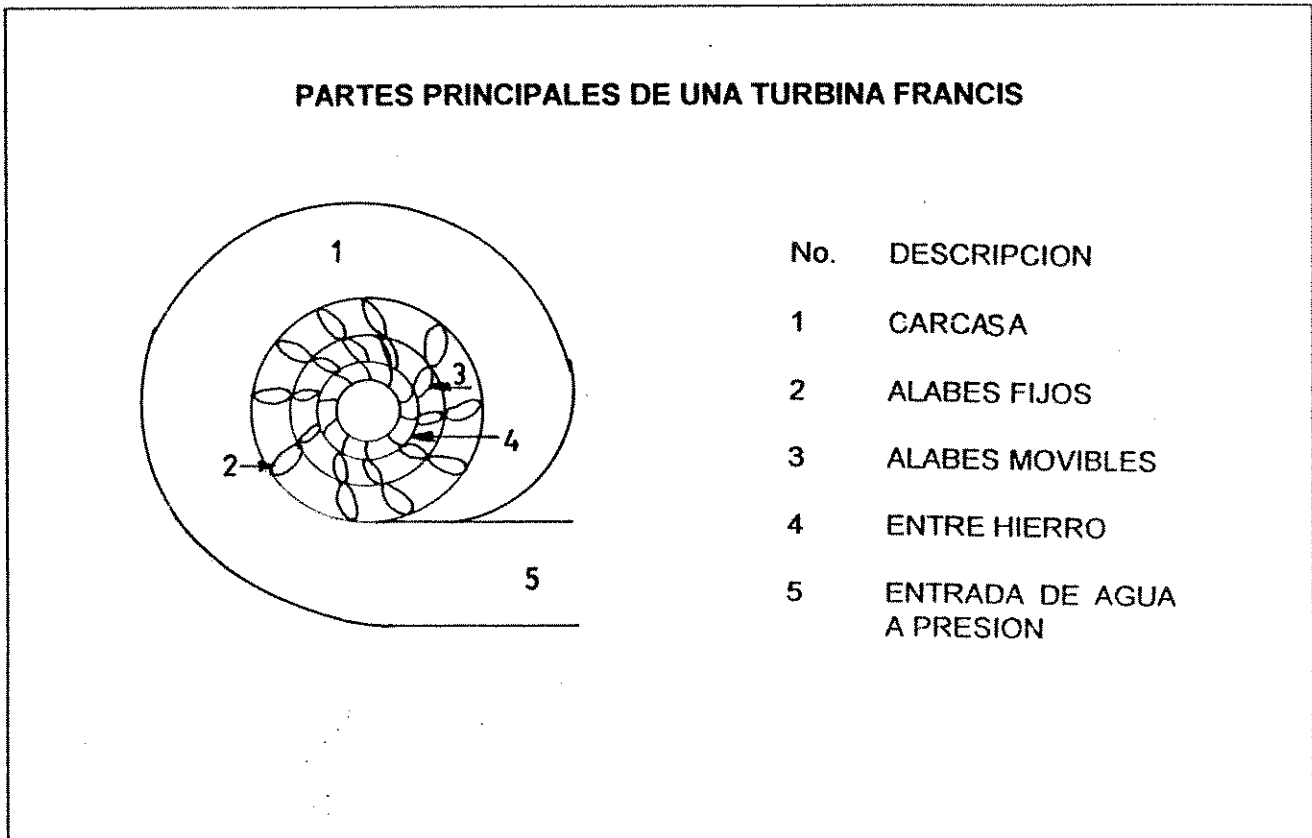 PARTES PRINCIPALES DE UNA TURBINA FRANCIS
1
2
3
4
5
No. DESCRIPCION
1 CARCASA
2 ALABES FIJOS
3 ALABES MOVIBLES
4 ENTRE HIERRO
5 ENTRADA DE AGUA
A PRESION